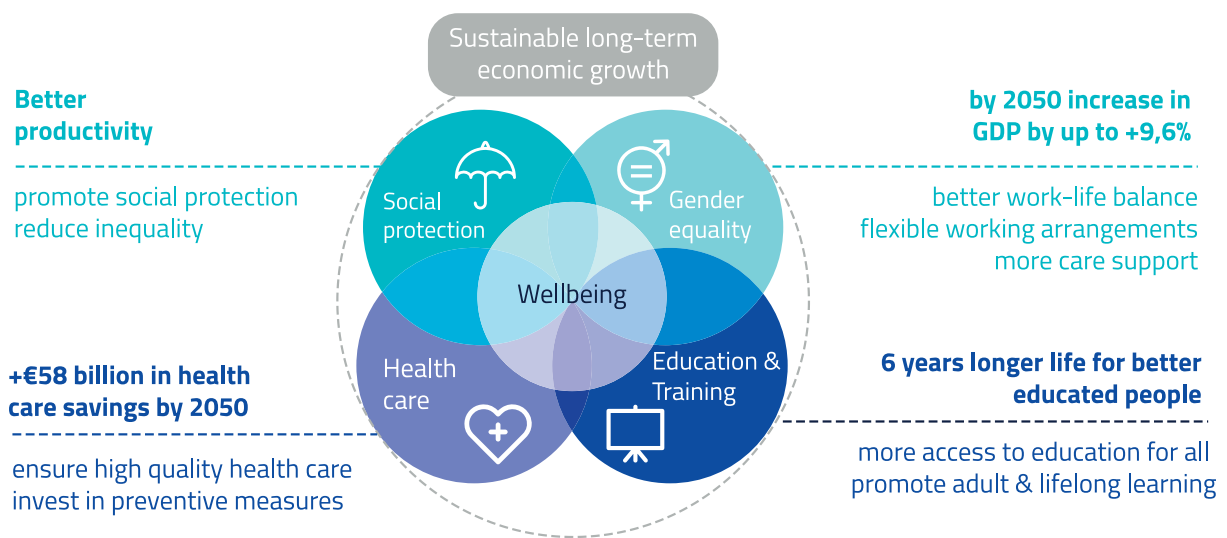 Sustainable long-term
economic growth
Better
productivity
promote social protection
reduce inequality
by 2050 increase in
GDP by up to +9,6%
better work-life balance
flexible working arrangements
more care support
Social
protection
Gender
equality
Wellbeing
Health
care
Education &
Training
+€58 billion in health
care savings by 2050
ensure high quality health care
invest in preventive measures
6 years longer life for better
educated people
more access to education for all
promote adult & lifelong learning